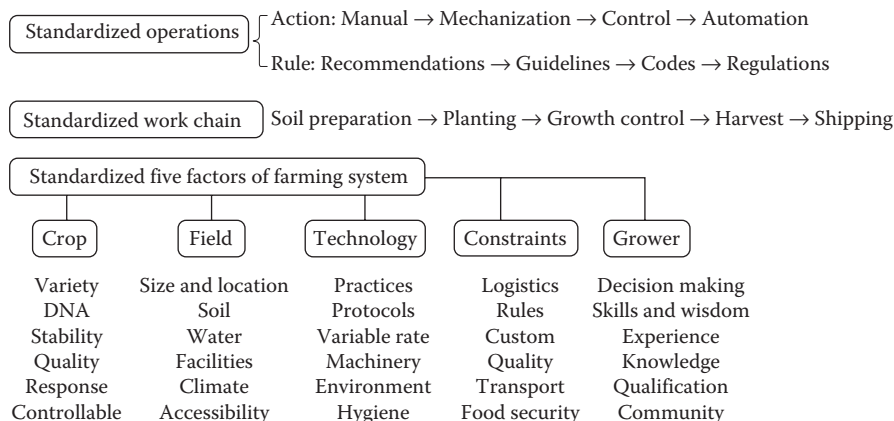 Standardized operations
Action: Manual → Mechanization → Control → Automation
Rule: Recommendations → Guidelines → Codes → Regulations
Standardized work chain
Soil preparation → Planting → Growth control → Harvest → Shipping
Standardized five factors of farming system
Crop Field Technology Constraints Grower
Variety Size and location Practices Logistics Decision making
DNA Soil Protocols Rules Skills and wisdom
Stability Water Variable rate Custom Experience
Quality Facilities Machinery Quality Knowledge
Response Climate Environment Transport Qualification
Controllable Accessibility Hygiene Food security Community